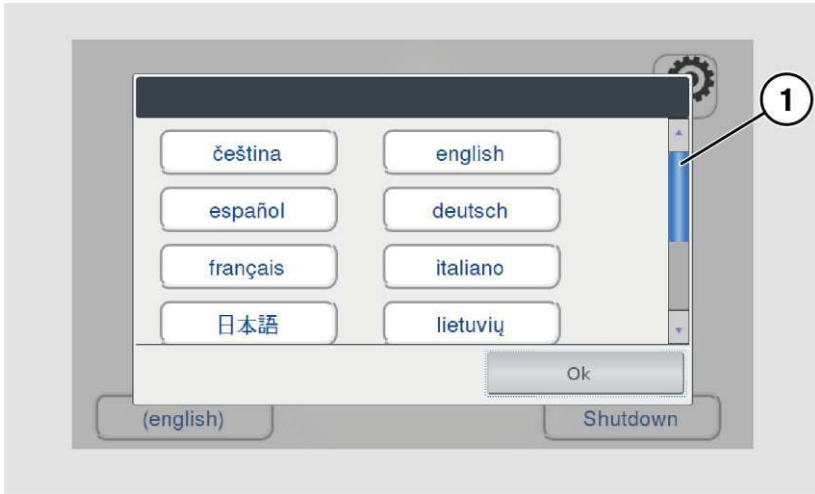 1
čeština
english
español
deutsch
français
italiano
日本語
lietuvių
Ok
(english)
Shutdown